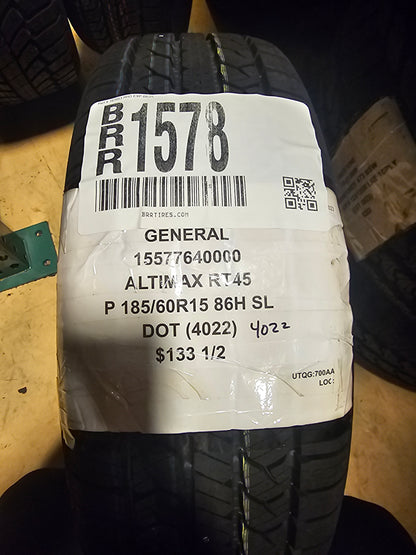 BRR 1578
BRRTIRES.COM
GENERAL
15577640000
ALTIMAX RT45
P 185/60R15 86H SL
DOT (4022) 4022
$133 1/2
UTQG:700AA
LOC: